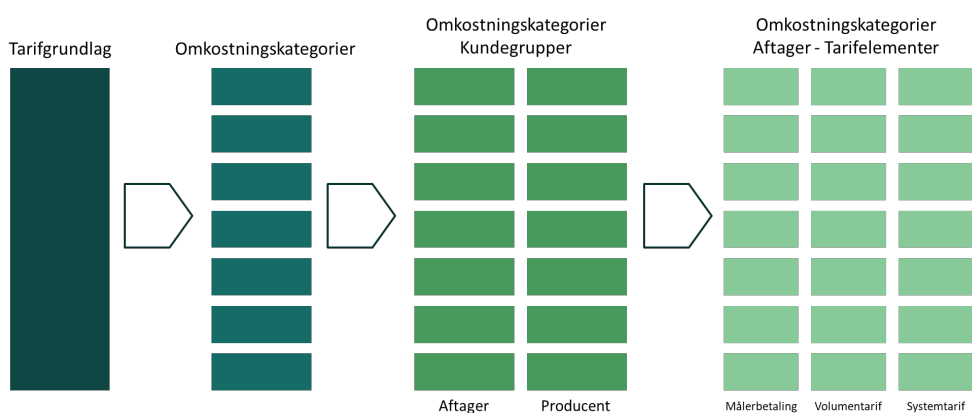 Tarifgrundlag
Omkostningskategorier
Omkostningskategorier
Kundegrupper
Omkostningskategorier
Aftager - Tarifelementer
Aftager
Producent
Målerbetaling
Volumentarif
Systemtarif